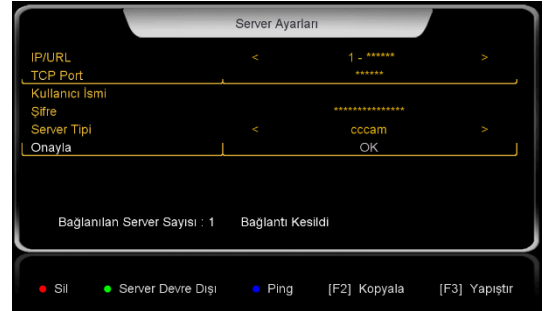 Server Ayarları
IP/URL < 1 - ****** >
TCP Port ******
Kullanıcı İsmi
Şifre ***************
Server Tipi < cccam >
Onayla OK
Bağlanılan Server Sayısı : 1 Bağlantı Kesildi
Sil Server Devre Dışı Ping [F2] Kopyala [F3] Yapıştır